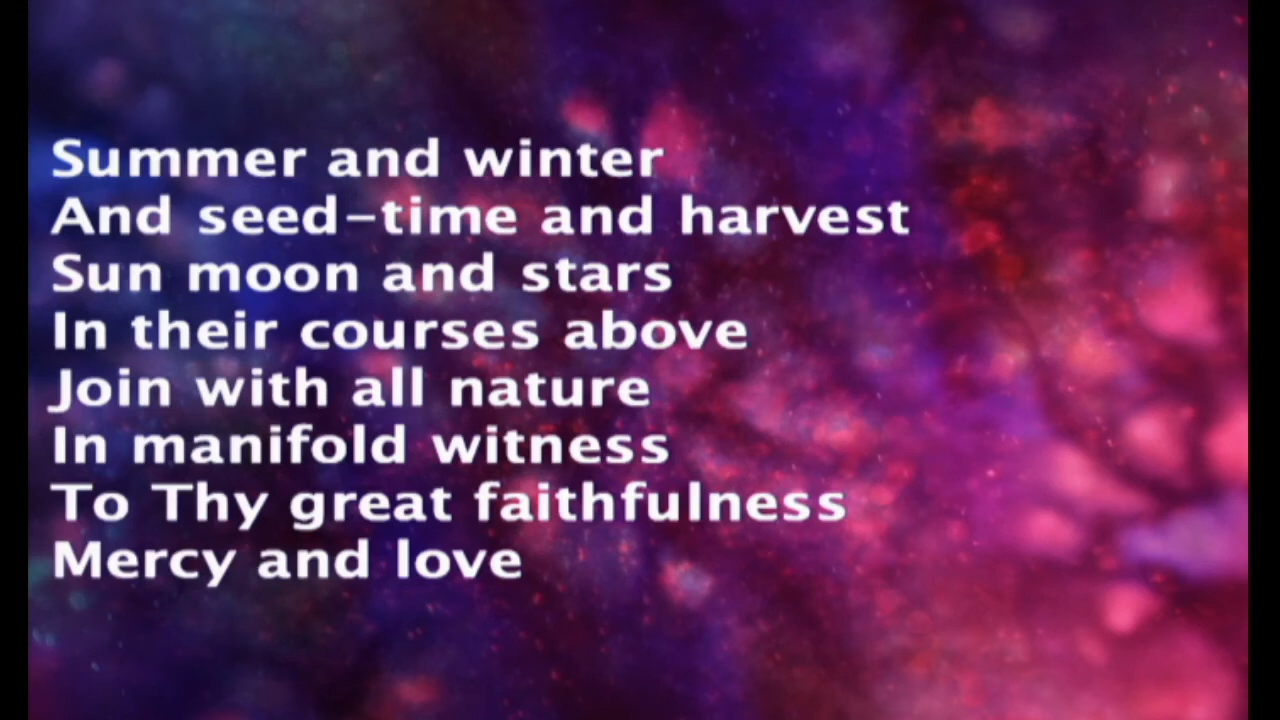 Summer and winter
And seed-time and harvest
Sun moon and stars
In their courses above
Join with all nature
In manifold witness
To Thy great faithfulness
Mercy and love